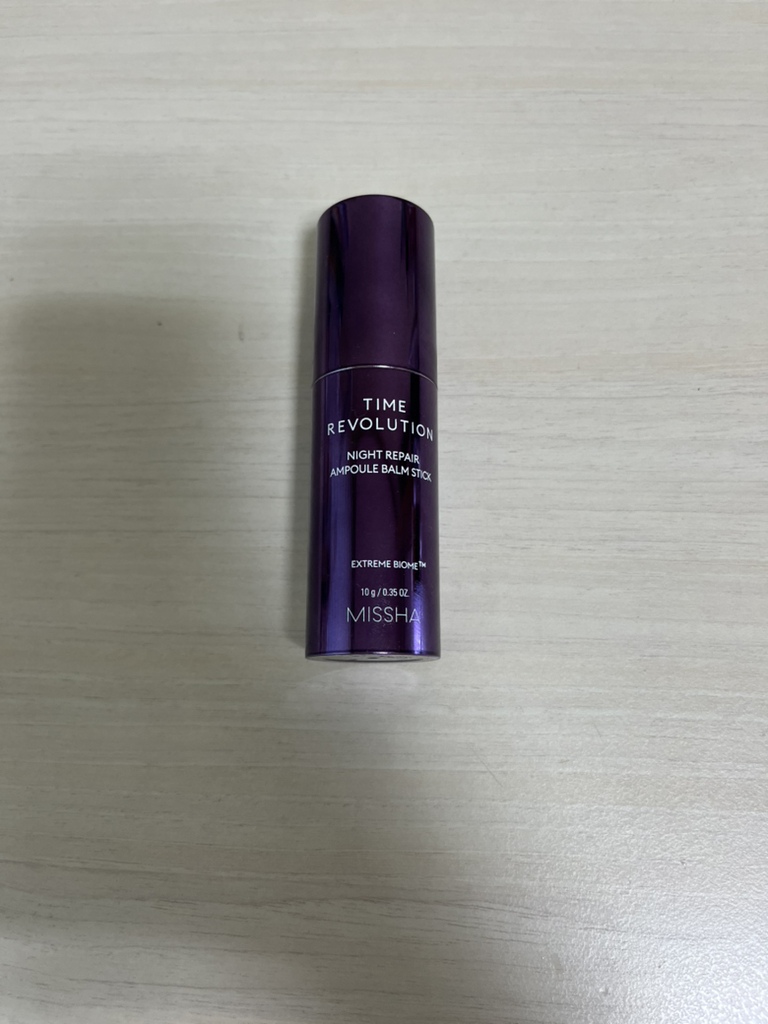 TIME
REVOLUTION
NIGHT REPAIR
AMPOULE BALM STICK
EXTREME BIOME™
10 g / 0.35 OZ.
MISSHA